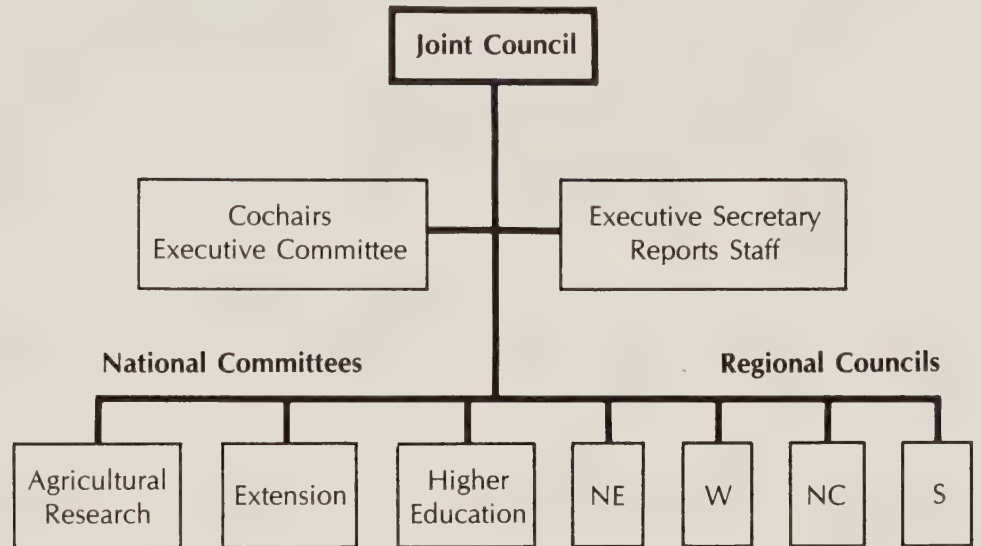 Joint Council
Cochairs
Executive Committee
Executive Secretary
Reports Staff
National Committees
Regional Councils
Agricultural
Research
Extension
Higher
Education
NE
W
NC
S